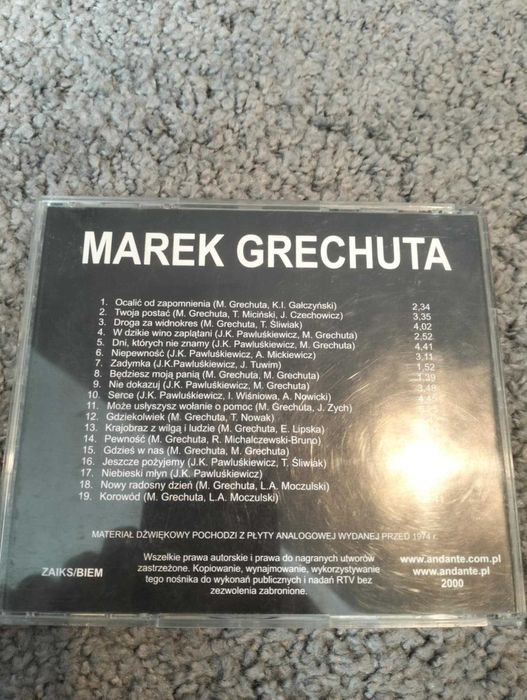 MAREK GRECHUTA
1. Ocalić od zapomnienia (M. Grechuta, K.I. Gałczyński) 2,34
2. Twoja postać (M. Grechuta, T. Miciński, J. Czechowicz) 3,35
3. Droga za widnokres (M. Grechuta, T. Śliwiak) 4,02
4. W dzikie wino zaplątani (J.K. Pawluśkiewicz, M. Grechuta) 2,52
5. Dni, których nie znamy (J.K. Pawluśkiewicz, M. Grechuta) 4,41
6. Niepewność (J.K. Pawluśkiewicz, A. Mickiewicz) 3,11
7. Zadymka (J.K.Pawluśkiewicz, J. Tuwim) 1,52
8. Będziesz moją panią (M. Grechuta, M. Grechuta) 1,39
9. Nie dokazuj (J.K. Pawluśkiewicz, M. Grechuta) 3,48
10. Serce (J.K. Pawluśkiewicz, I. Wiśniowa, A. Nowicki)
11. Może usłyszysz wołanie o pomoc (M. Grechuta, J. Zych)
12. Gdziekolwiek (M. Grechuta, T. Nowak)
13. Krajobraz z wilgą i ludzie (M. Grechuta, E. Lipska)
14. Pewność (M. Grechuta, R. Michalczewski-Bruno)
15. Gdzieś w nas (M. Grechuta, M. Grechuta)
16. Jeszcze pożyjemy (J.K. Pawluśkiewicz, T. Śliwiak)
17. Niebieski młyn (J.K. Pawluśkiewicz)
18. Nowy radosny dzień (M. Grechuta, L.A. Moczulski)
19. Korowód (M. Grechuta, L.A. Moczulski)
MATERIAŁ DŹWIĘKOWY POCHODZI Z PŁYTY ANALOGOWEJ WYDANEJ PRZED 1974 r.
ZAIKS/BIEM
Wszelkie prawa autorskie i prawa do nagranych utworów
zastrzeżone. Kopiowanie, wynajmowanie, wykorzystywanie
tego nośnika do wykonań publicznych i nadań RTV bez
zezwolenia zabronione.
www.andante.com.pl
www.andante.pl
2000